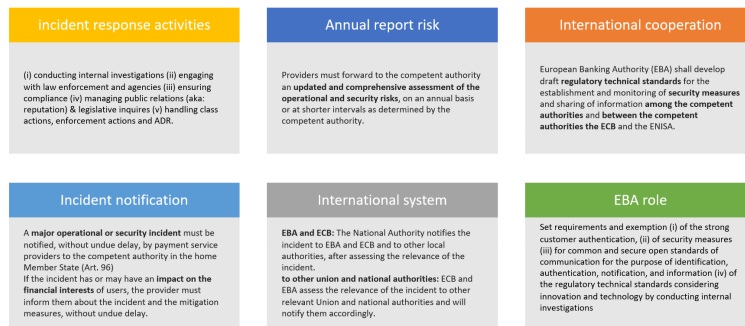 incident response activities
(i) conducting internal investigations (ii) engaging
with law enforcement and agencies (iii) ensuring
compliance (iv) managing public relations (aka:
reputation) & legislative inquires (v) handling class
actions, enforcement actions and ADR.
Annual report risk
Providers must forward to the competent authority
an updated and comprehensive assessment of the
operational and security risks, on an annual basis
or at shorter intervals as determined by the
competent authority.
International cooperation
European Banking Authority (EBA) shall develop
draft regulatory technical standards for the
establishment and monitoring of security measures
and sharing of information among the competent
authorities and between the competent
authorities the ECB and the ENISA.
Incident notification
A major operational or security incident must be
notified, without undue delay, by payment service
providers to the competent authority in the home
Member State (Art. 96)
If the incident has or may have an impact on the
financial interests of users, the provider must
inform them about the incident and the mitigation
measures, without undue delay.
International system
EBA and ECB: The National Authority notifies the
incident to EBA and ECB and to other local
authorities, after assessing the relevance of the
incident.
to other union and national authorities: ECB and
EBA assess the relevance of the incident to other
relevant Union and national authorities and will
notify them accordingly.
EBA role
Set requirements and exemption (i) of the strong
customer authentication, (ii) of security measures
(iii) for common and secure open standards of
communication for the purpose of identification,
authentication, notification, and information (iv) of
the regulatory technical standards considering
innovation and technology by conducting internal
investigations